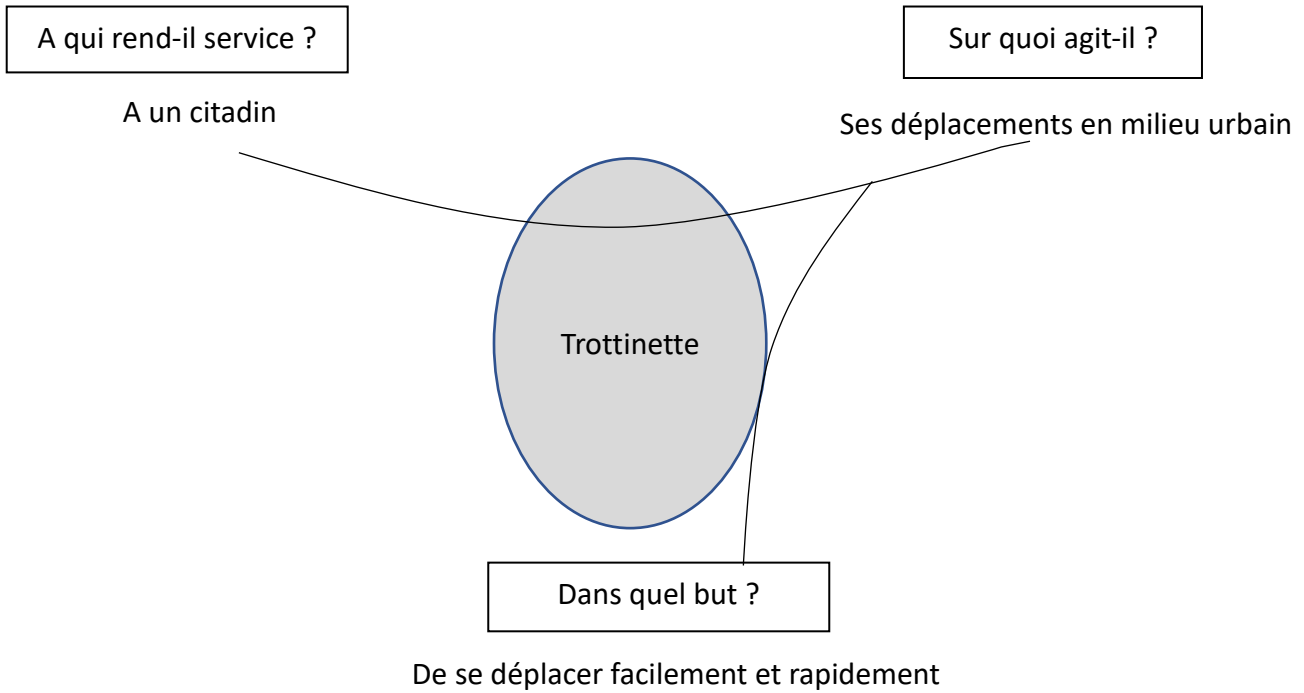 A qui rend-il service ?
Sur quoi agit-il ?
A un citadin
Ses déplacements en milieu urbain
Trottinette
Dans quel but ?
De se déplacer facilement et rapidement